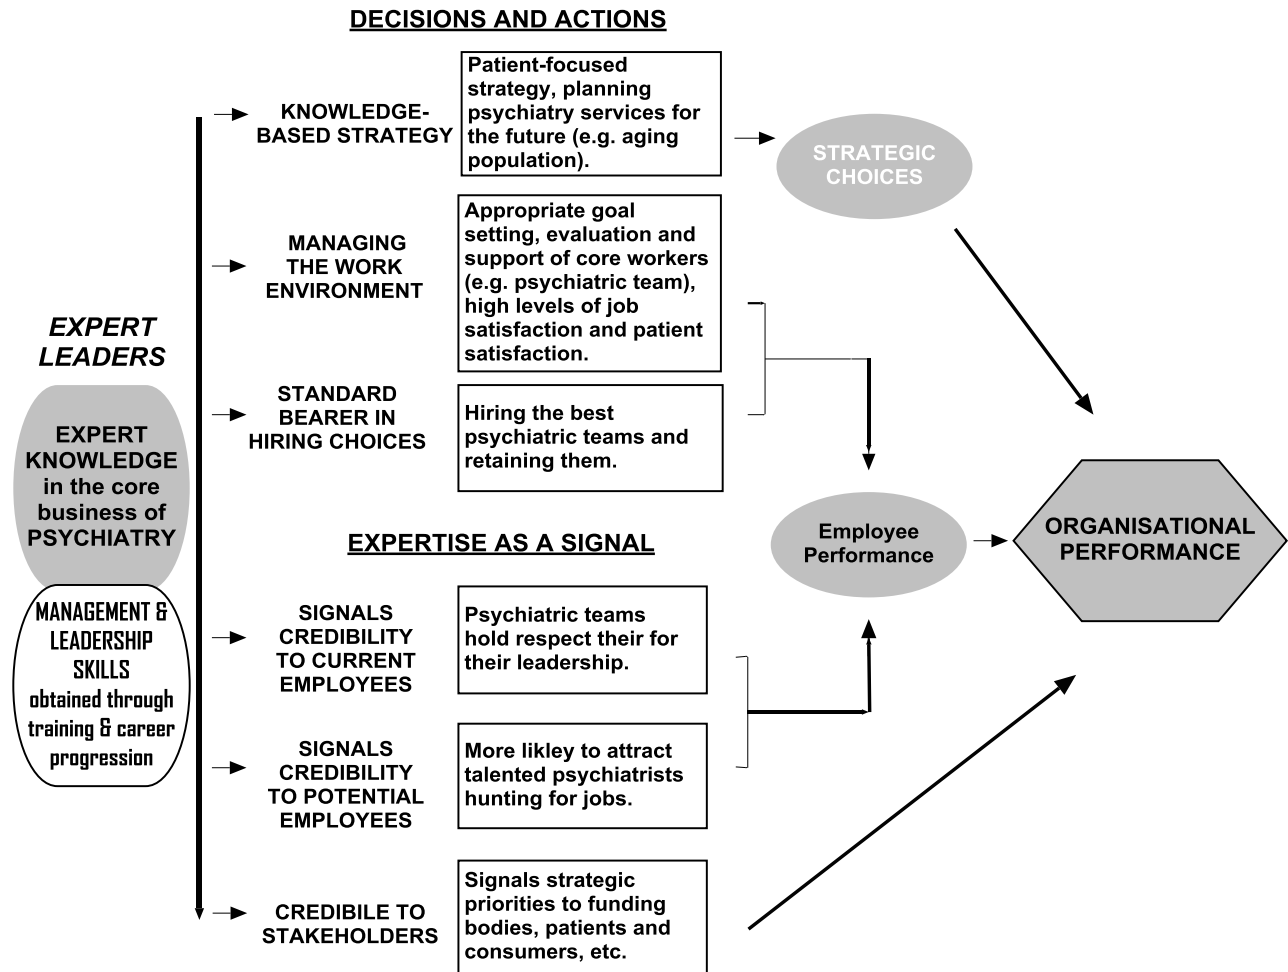 DECISIONS AND ACTIONS
KNOWLEDGE-
BASED STRATEGY
Patient-focused
strategy, planning
psychiatry services for
the future (e.g. aging
population).
STRATEGIC
CHOICES
MANAGING
THE WORK
ENVIRONMENT
Appropriate goal
setting, evaluation and
support of core workers
(e.g. psychiatric team),
high levels of job
satisfaction and patient
satisfaction.
EXPERT
LEADERS
STANDARD
BEARER IN
HIRING CHOICES
Hiring the best
psychiatric teams and
retaining them.
EXPERT
KNOWLEDGE
in the core
business of
PSYCHIATRY
MANAGEMENT &
LEADERSHIP
SKILLS
obtained through
training & career
progression
EXPERTISE AS A SIGNAL
Employee
Performance
ORGANISATIONAL
PERFORMANCE
SIGNALS
CREDIBILITY
TO CURRENT
EMPLOYEES
Psychiatric teams
hold respect their for
their leadership.
SIGNALS
CREDIBILITY
TO POTENTIAL
EMPLOYEES
More likley to attract
talented psychiatrists
hunting for jobs.
CREDIBILE TO
STAKEHOLDERS
Signals strategic
priorities to funding
bodies, patients and
consumers, etc.